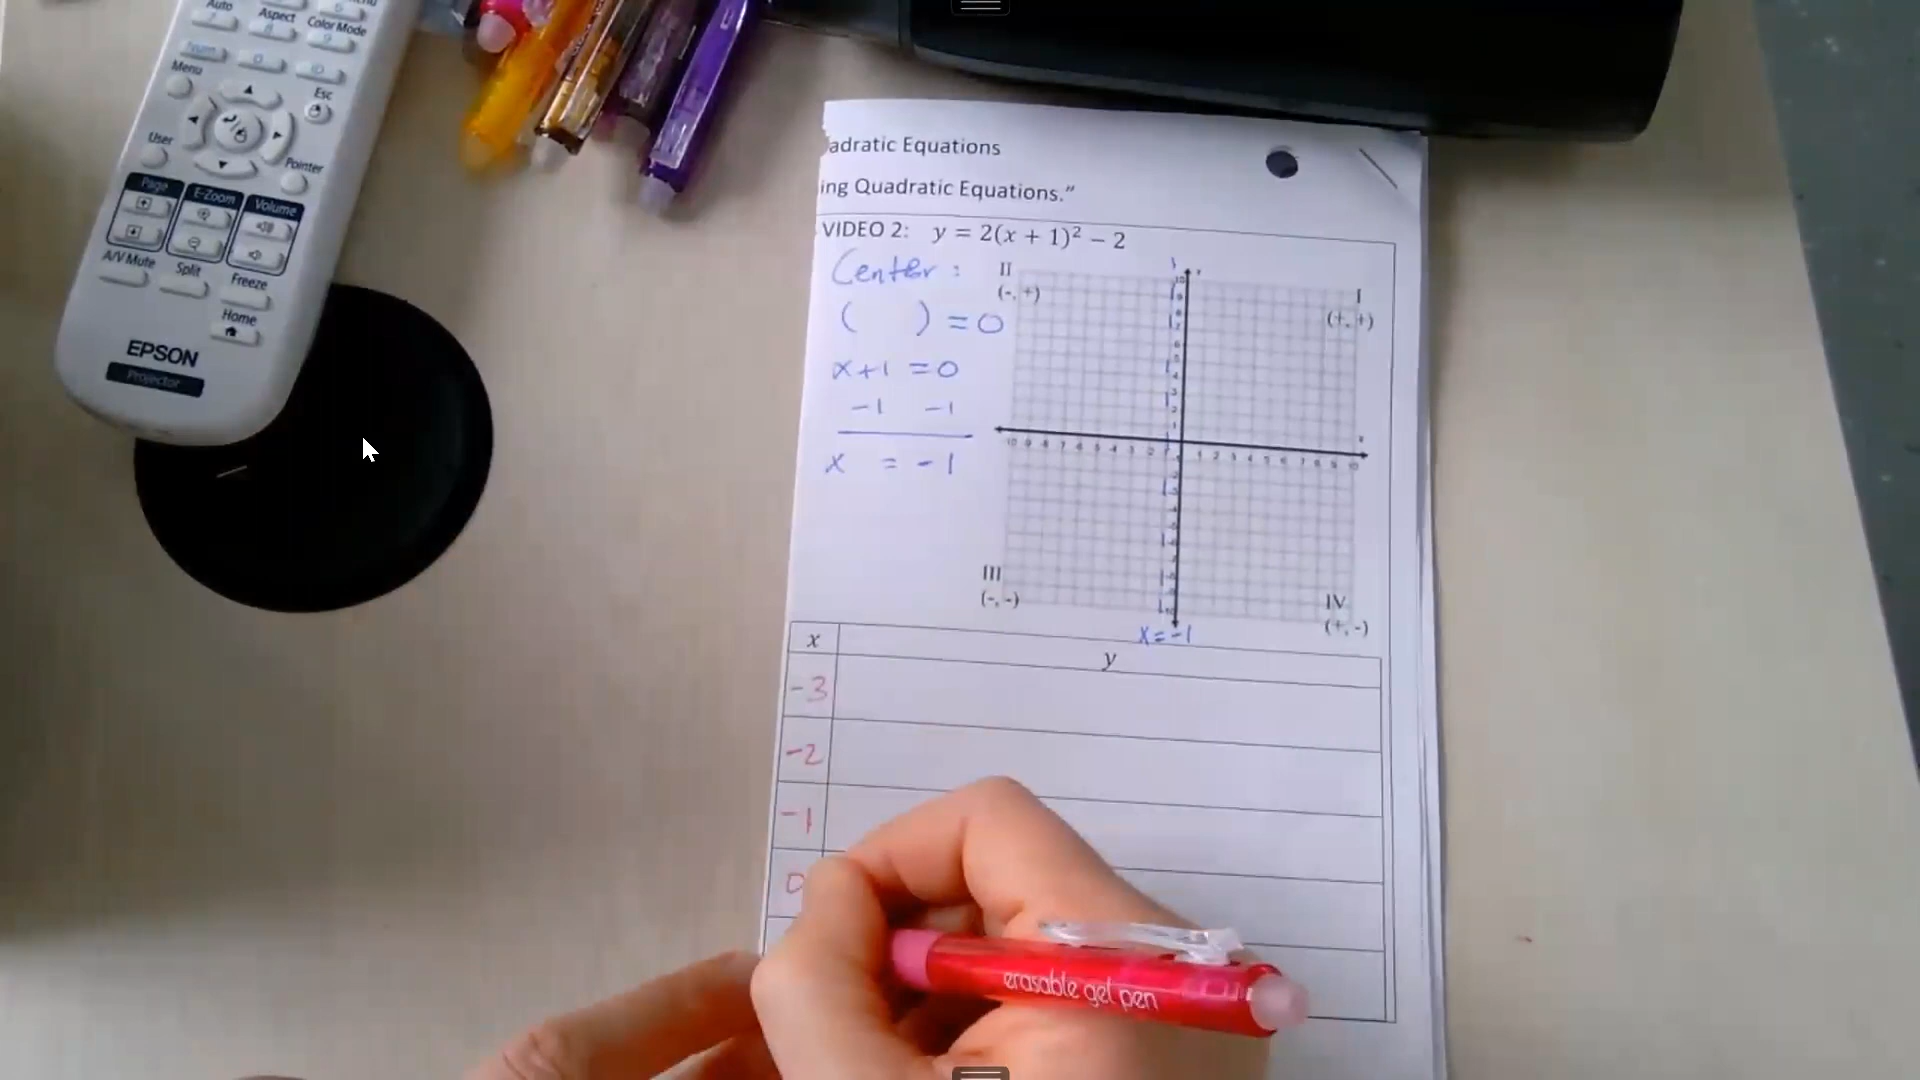 Auto
Aspect
Color Mode
Num
Menu
Esc
User
Pointer
Page
E-Zoom
Volume
A/V Mute
Split
Freeze
Home
EPSON
Projector
adratic Equations
ing Quadratic Equations."
VIDEO 2: y = 2(x + 1)² − 2
Center :
( ) = 0
x+1 = 0
-1 -1
x = -1
II
(-, +)
I
(+, +)
III
(-, -)
IV
(+, -)
x = -1
x y
-3
-2
-1
0
erasable gel pen